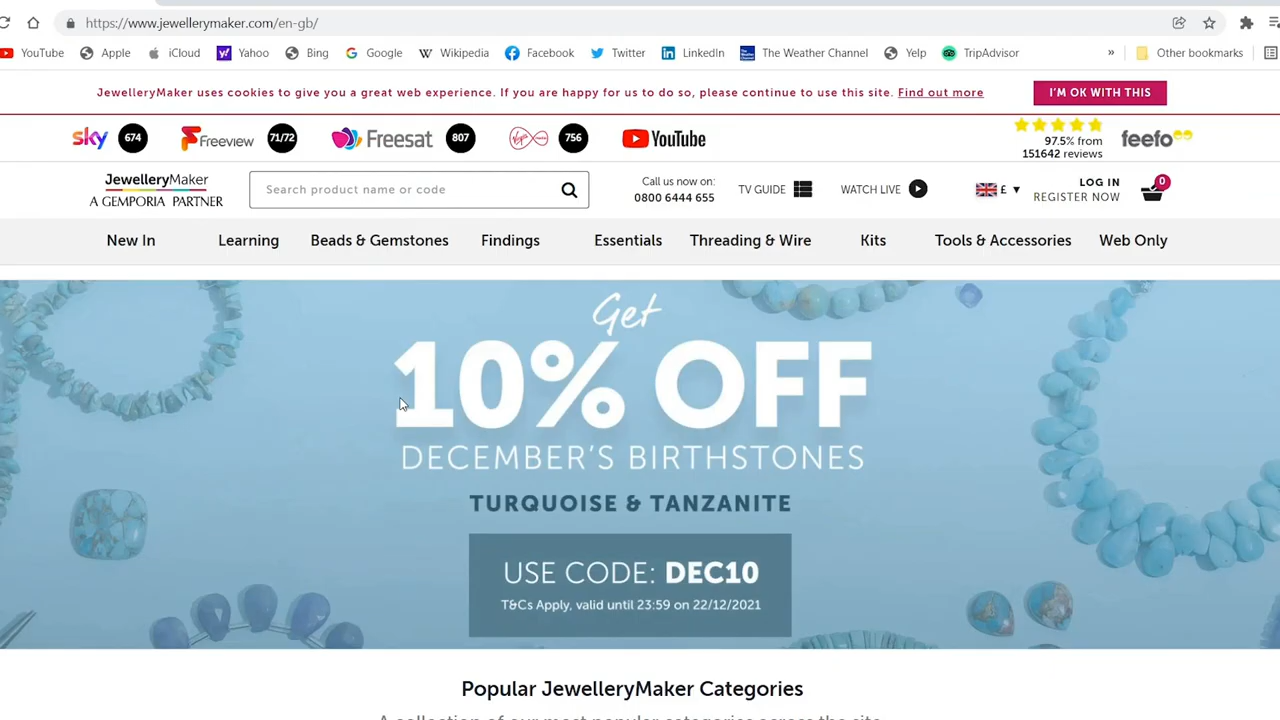 https://www.jewellerymaker.com/en-gb/
YouTube Apple iCloud Yahoo Bing Google Wikipedia Facebook Twitter LinkedIn The Weather Channel Yelp TripAdvisor » Other bookmarks
JewelleryMaker uses cookies to give you a great web experience. If you are happy for us to do so, please continue to use this site. Find out more
I'M OK WITH THIS
sky 674 Freeview 71/72 freesat 807 Virgin media 756 YouTube
97.5% from
151642 reviews
feefo
JewelleryMaker
A GEMPORIA PARTNER
Search product name or code
Call us now on:
0800 6444 655
TV GUIDE
WATCH LIVE
£ ▼
LOG IN
REGISTER NOW
0
New In Learning Beads & Gemstones Findings Essentials Threading & Wire Kits Tools & Accessories Web Only
Get
10% OFF
DECEMBER'S BIRTHSTONES
TURQUOISE & TANZANITE
USE CODE: DEC10
T&Cs Apply, valid until 23:59 on 22/12/2021
Popular JewelleryMaker Categories
A collection of our most popular categories across the site